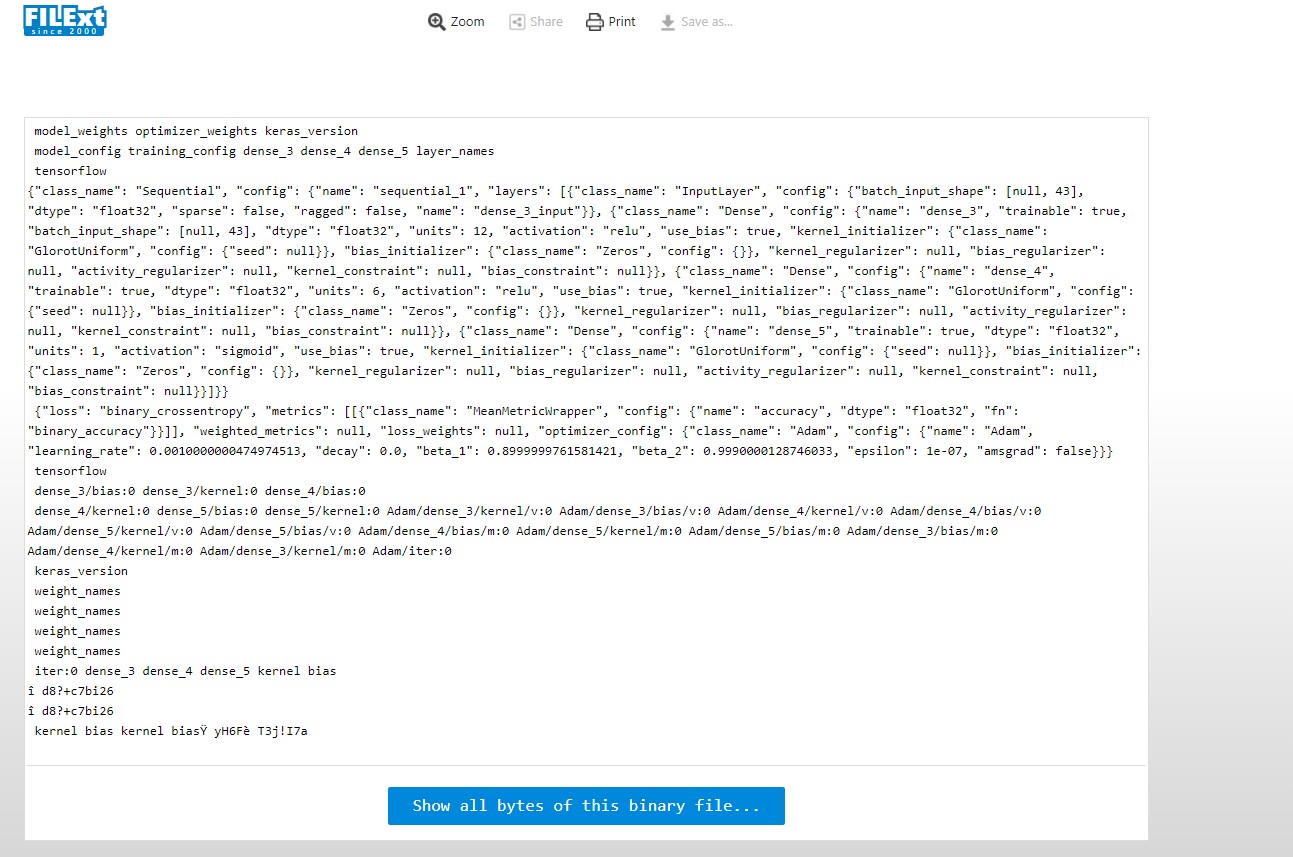 FILExt
since 2000
Zoom Share Print Save as...
model_weights optimizer_weights keras_version
model_config training_config dense_3 dense_4 dense_5 layer_names
tensorflow
{"class_name": "Sequential", "config": {"name": "sequential_1", "layers": [{"class_name": "InputLayer", "config": {"batch_input_shape": [null, 43],
"dtype": "float32", "sparse": false, "ragged": false, "name": "dense_3_input"}}, {"class_name": "Dense", "config": {"name": "dense_3", "trainable": true,
"batch_input_shape": [null, 43], "dtype": "float32", "units": 12, "activation": "relu", "use_bias": true, "kernel_initializer": {"class_name":
"GlorotUniform", "config": {"seed": null}}, "bias_initializer": {"class_name": "Zeros", "config": {}}, "kernel_regularizer": null, "bias_regularizer":
null, "activity_regularizer": null, "kernel_constraint": null, "bias_constraint": null}}, {"class_name": "Dense", "config": {"name": "dense_4",
"trainable": true, "dtype": "float32", "units": 6, "activation": "relu", "use_bias": true, "kernel_initializer": {"class_name": "GlorotUniform", "config":
{"seed": null}}, "bias_initializer": {"class_name": "Zeros", "config": {}}, "kernel_regularizer": null, "bias_regularizer": null, "activity_regularizer":
null, "kernel_constraint": null, "bias_constraint": null}}, {"class_name": "Dense", "config": {"name": "dense_5", "trainable": true, "dtype": "float32",
"units": 1, "activation": "sigmoid", "use_bias": true, "kernel_initializer": {"class_name": "GlorotUniform", "config": {"seed": null}}, "bias_initializer":
{"class_name": "Zeros", "config": {}}, "kernel_regularizer": null, "bias_regularizer": null, "activity_regularizer": null, "kernel_constraint": null,
"bias_constraint": null}}]}}
{"loss": "binary_crossentropy", "metrics": [[{"class_name": "MeanMetricWrapper", "config": {"name": "accuracy", "dtype": "float32", "fn":
"binary_accuracy"}}]], "weighted_metrics": null, "loss_weights": null, "optimizer_config": {"class_name": "Adam", "config": {"name": "Adam",
"learning_rate": 0.0010000000474974513, "decay": 0.0, "beta_1": 0.8999999761581421, "beta_2": 0.9990000128746033, "epsilon": 1e-07, "amsgrad": false}}}
tensorflow
dense_3/bias:0 dense_3/kernel:0 dense_4/bias:0
dense_4/kernel:0 dense_5/bias:0 dense_5/kernel:0 Adam/dense_3/kernel/v:0 Adam/dense_3/bias/v:0 Adam/dense_4/kernel/v:0 Adam/dense_4/bias/v:0
Adam/dense_5/kernel/v:0 Adam/dense_5/bias/v:0 Adam/dense_4/bias/m:0 Adam/dense_5/kernel/m:0 Adam/dense_5/bias/m:0 Adam/dense_3/bias/m:0
Adam/dense_4/kernel/m:0 Adam/dense_3/kernel/m:0 Adam/iter:0
keras_version
weight_names
weight_names
weight_names
weight_names
iter:0 dense_3 dense_4 dense_5 kernel bias
î d8?+c7bi26
î d8?+c7bi26
kernel bias kernel biasŸ yH6Fè T3j!I7a
Show all bytes of this binary file...